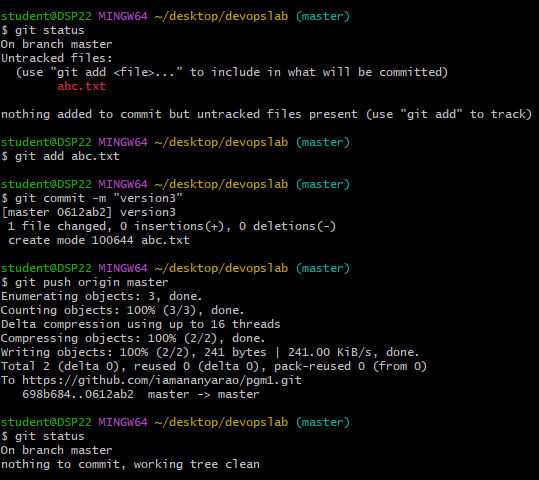 student@DSP22 MINGW64 ~/desktop/devopslab (master)
$ git status
On branch master
Untracked files:
  (use "git add <file>..." to include in what will be committed)
        abc.txt

nothing added to commit but untracked files present (use "git add" to track)

student@DSP22 MINGW64 ~/desktop/devopslab (master)
$ git add abc.txt

student@DSP22 MINGW64 ~/desktop/devopslab (master)
$ git commit -m "version3"
[master 0612ab2] version3
 1 file changed, 0 insertions(+), 0 deletions(-)
 create mode 100644 abc.txt

student@DSP22 MINGW64 ~/desktop/devopslab (master)
$ git push origin master
Enumerating objects: 3, done.
Counting objects: 100% (3/3), done.
Delta compression using up to 16 threads
Compressing objects: 100% (2/2), done.
Writing objects: 100% (2/2), 241 bytes | 241.00 KiB/s, done.
Total 2 (delta 0), reused 0 (delta 0), pack-reused 0 (from 0)
To https://github.com/iamananyarao/pgm1.git
   698b684..0612ab2  master -> master

student@DSP22 MINGW64 ~/desktop/devopslab (master)
$ git status
On branch master
nothing to commit, working tree clean